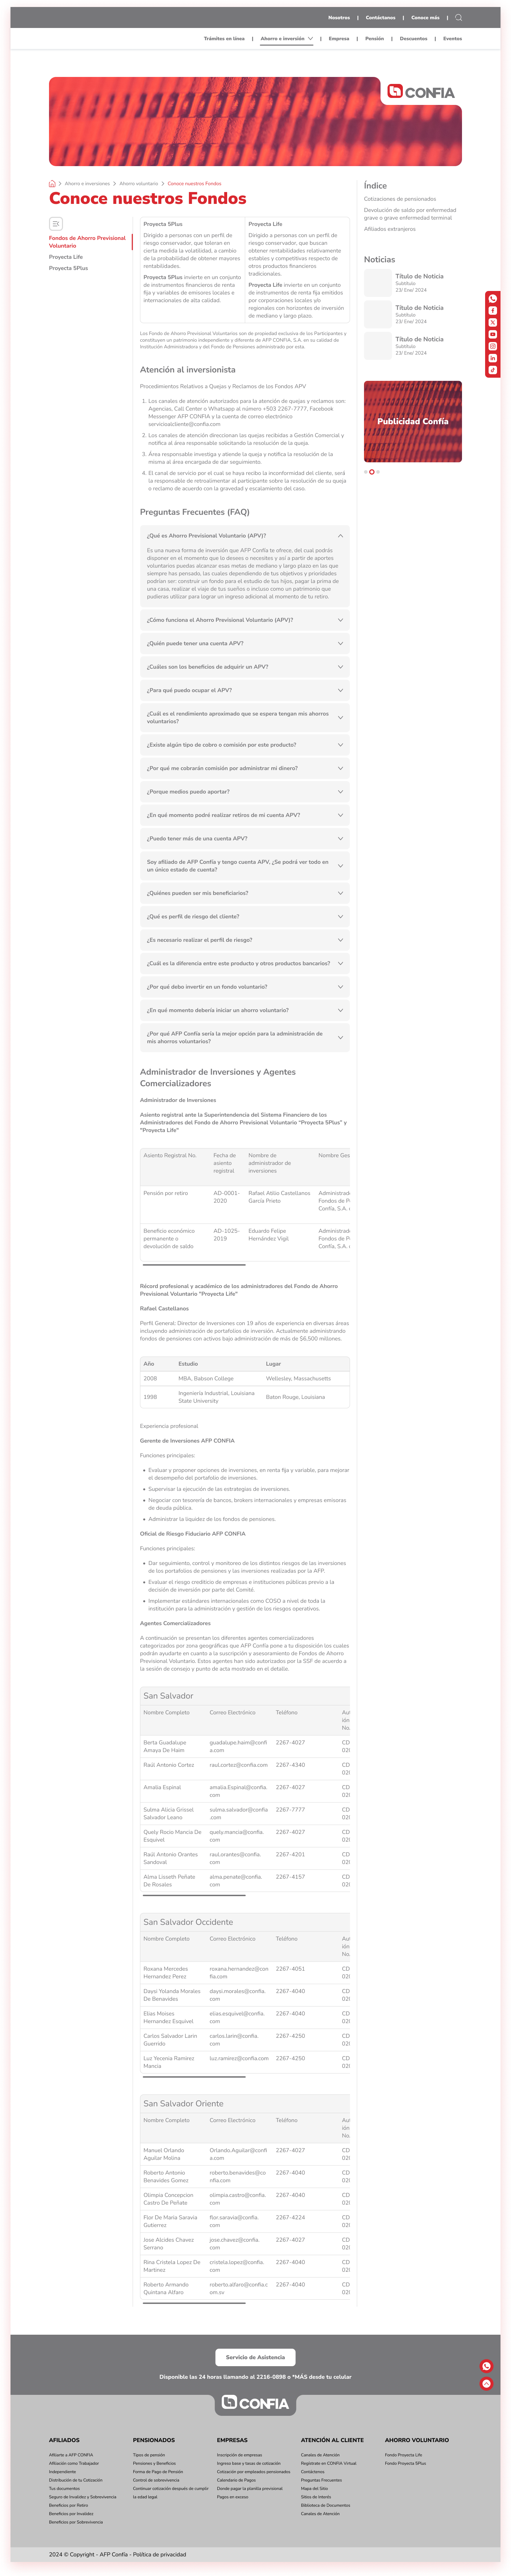 Nosotros | Contáctanos | Conoce más |
Trámites en línea | Ahorro e inversión | Empresa | Pensión | Descuentos | Eventos
CONFIA
Ahorro e inversiones > Ahorro voluntario > Conoce nuestros Fondos
Conoce nuestros Fondos
Fondos de Ahorro Previsional
Voluntario
Proyecta Life
Proyecta 5Plus
Proyecta 5Plus
Dirigido a personas con un perfil de
riesgo conservador, que toleran en
cierta medida la volatilidad, a cambio
de la probabilidad de obtener mayores
rentabilidades.
Proyecta 5Plus invierte en un conjunto
de instrumentos financieros de renta
fija y variables de emisores locales e
internacionales de alta calidad.
Proyecta Life
Dirigido a personas con un perfil de
riesgo conservador, que buscan
obtener rentabilidades relativamente
estables y competitivas respecto de
otros productos financieros
tradicionales.
Proyecta Life invierte en un conjunto
de instrumentos de renta fija emitidos
por corporaciones locales y/o
regionales con horizontes de inversión
de mediano y largo plazo.
Los Fondo de Ahorro Previsional Voluntarios son de propiedad exclusiva de los Participantes y
constituyen un patrimonio independiente y diferente de AFP CONFIA, S.A. en su calidad de
Institución Administradora y del Fondo de Pensiones administrado por esta.
Atención al inversionista
Procedimientos Relativos a Quejas y Reclamos de los Fondos APV
1. Los canales de atención autorizados para la atención de quejas y reclamos son:
Agencias, Call Center o Whatsapp al número +503 2267-7777, Facebook
Messenger AFP CONFIA y la cuenta de correo electrónico
servicioalcliente@confia.com
2. Los canales de atención direccionan las quejas recibidas a Gestión Comercial y
notifica al área responsable solicitando la resolución de la queja.
3. Área responsable investiga y atiende la queja y notifica la resolución de la
misma al área encargada de dar seguimiento.
4. El canal de servicio por el cual se haya recibo la inconformidad del cliente, será
la responsable de retroalimentar al participante sobre la resolución de su queja
o reclamo de acuerdo con la gravedad y escalamiento del caso.
Preguntas Frecuentes (FAQ)
¿Qué es Ahorro Previsional Voluntario (APV)?
Es una nueva forma de inversión que AFP Confía te ofrece, del cual podrás
disponer en el momento que lo desees o necesites y así a partir de aportes
voluntarios puedas alcanzar esas metas de mediano y largo plazo en las que
siempre has pensado, las cuales dependiendo de tus objetivos y prioridades
podrían ser: construir un fondo para el estudio de tus hijos, pagar la prima de
una casa, realizar el viaje de tus sueños o incluso como un patrimonio que
pudieras utilizar para lograr un ingreso adicional al momento de tu retiro.
¿Cómo funciona el Ahorro Previsional Voluntario (APV)?
¿Quién puede tener una cuenta APV?
¿Cuáles son los beneficios de adquirir un APV?
¿Para qué puedo ocupar el APV?
¿Cuál es el rendimiento aproximado que se espera tengan mis ahorros
voluntarios?
¿Existe algún tipo de cobro o comisión por este producto?
¿Por qué me cobrarán comisión por administrar mi dinero?
¿Porque medios puedo aportar?
¿En qué momento podré realizar retiros de mi cuenta APV?
¿Puedo tener más de una cuenta APV?
Soy afiliado de AFP Confía y tengo cuenta APV, ¿Se podrá ver todo en
un único estado de cuenta?
¿Quiénes pueden ser mis beneficiarios?
¿Qué es perfil de riesgo del cliente?
¿Es necesario realizar el perfil de riesgo?
¿Cuál es la diferencia entre este producto y otros productos bancarios?
¿Por qué debo invertir en un fondo voluntario?
¿En qué momento debería iniciar un ahorro voluntario?
¿Por qué AFP Confía sería la mejor opción para la administración de
mis ahorros voluntarios?
Administrador de Inversiones y Agentes
Comercializadores
Administrador de Inversiones
Asiento registral ante la Superintendencia del Sistema Financiero de los
Administradores del Fondo de Ahorro Previsional Voluntario "Proyecta 5Plus" y
"Proyecta Life"
Asiento Registral No. Fecha de asiento registral Nombre de administrador de inversiones Nombre Ges
Pensión por retiro AD-0001-2020 Rafael Atilio Castellanos García Prieto Administrad Fondos de P Confía, S.A.
Beneficio económico permanente o devolución de saldo AD-1025-2019 Eduardo Felipe Hernández Vigil Administrad Fondos de P Confía, S.A.
Récord profesional y académico de los administradores del Fondo de Ahorro
Previsional Voluntario "Proyecta Life"
Rafael Castellanos
Perfil General: Director de Inversiones con 19 años de experiencia en diversas áreas
incluyendo administración de portafolios de inversión. Actualmente administrando
fondos de pensiones con activos bajo administración de más de $6,500 millones.
Año Estudio Lugar
2008 MBA, Babson College Wellesley, Massachusetts
1998 Ingeniería Industrial, Louisiana State University Baton Rouge, Louisiana
Experiencia profesional
Gerente de Inversiones AFP CONFIA
Funciones principales:
• Evaluar y proponer opciones de inversiones, en renta fija y variable, para mejorar
el desempeño del portafolio de inversiones.
• Supervisar la ejecución de las estrategias de inversiones.
• Negociar con tesorería de bancos, brokers internacionales y empresas emisoras
de deuda pública.
• Administrar la liquidez de los fondos de pensiones.
Oficial de Riesgo Fiduciario AFP CONFIA
Funciones principales:
• Dar seguimiento, control y monitoreo de los distintos riesgos de las inversiones
de los portafolios de pensiones y las inversiones realizadas por la AFP.
• Evaluar el riesgo crediticio de empresas e instituciones públicas previo a la
decisión de inversión por parte del Comité.
• Implementar estándares internacionales como COSO a nivel de toda la
institución para la administración y gestión de los riesgos operativos.
Agentes Comercializadores
A continuación se presentan los diferentes agentes comercializadores
categorizados por zona geográficas que AFP Confía pone a tu disposición los cuales
podrán ayudarte en cuanto a la suscripción y asesoramiento de Fondos de Ahorro
Previsional Voluntario. Estos agentes han sido autorizados por la SSF de acuerdo a
la sesión de consejo y punto de acta mostrado en el detalle.
San Salvador
Nombre Completo Correo Electrónico Teléfono Aut ión No.
Berta Guadalupe Amaya De Haim guadalupe.haim@confia.com 2267-4027 CD 02
Raúl Antonio Cortez raul.cortez@confia.com 2267-4340 CD 02
Amalia Espinal amalia.Espinal@confia.com 2267-4027 CD 02
Sulma Alicia Grissel Salvador Loano sulma.salvador@confia.com 2267-7777 CD 02
Quely Rocio Mancia De Esquivel quely.mancia@confia.com 2267-4027 CD 02
Raúl Antonio Orantes Sandoval raul.orantes@confia.com 2267-4201 CD 02
Alma Lisseth Peñate De Rosales alma.penate@confia.com 2267-4157 CD 02
San Salvador Occidente
Nombre Completo Correo Electrónico Teléfono Aut ión No.
Roxana Mercedes Hernandez Perez roxana.hernandez@confia.com 2267-4051 CD 02
Daysi Yolanda Morales De Benavides daysi.morales@confia.com 2267-4040 CD 02
Elias Moises Hernandez Esquivel elias.esquivel@confia.com 2267-4040 CD 02
Carlos Salvador Larin Guerrido carlos.larin@confia.com 2267-4250 CD 02
Luz Yecenia Ramirez Mancia luz.ramirez@confia.com 2267-4250 CD 02
San Salvador Oriente
Nombre Completo Correo Electrónico Teléfono Aut ión No.
Manuel Orlando Aguilar Molina Orlando.Aguilar@confia.com 2267-4027 CD 02
Roberto Antonio Benavides Gomez roberto.benavides@confia.com 2267-4040 CD 02
Olimpia Concepcion Castro De Peñate olimpia.castro@confia.com 2267-4040 CD 02
Flor De Maria Saravia Gutierrez flor.saravia@confia.com 2267-4224 CD 02
Jose Alcides Chavez Serrano jose.chavez@confia.com 2267-4027 CD 02
Rina Cristela Lopez De Martinez cristela.lopez@confia.com 2267-4040 CD 02
Roberto Armando Quintana Alfaro roberto.alfaro@confia.com.sv 2267-4040 CD 02
Índice
Cotizaciones de pensionados
Devolución de saldo por enfermedad
grave o grave enfermedad terminal
Afiliados extranjeros
Noticias
Título de Noticia
Subtítulo
23/ Ene/ 2024
Título de Noticia
Subtítulo
23/ Ene/ 2024
Título de Noticia
Subtítulo
23/ Ene/ 2024
Publicidad Confía
Servicio de Asistencia
Disponible las 24 horas llamando al 2216-0898 o *MÁS desde tu celular
CONFIA
AFILIADOS
Afiliarte a AFP CONFIA
Afiliación como Trabajador
Independiente
Distribución de tu Cotización
Tus documentos
Seguro de Invalidez y Sobrevivencia
Beneficios por Retiro
Beneficios por Invalidez
Beneficios por Sobrevivencia
PENSIONADOS
Tipos de pensión
Pensiones y Beneficios
Forma de Pago de Pensión
Control de sobrevivencia
Continuar cotización después de cumplir
la edad legal
EMPRESAS
Inscripción de empresas
Ingreso base y tasas de cotización
Cotización por empleados pensionados
Calendario de Pagos
Donde pagar la planilla previsional
Pagos en exceso
ATENCIÓN AL CLIENTE
Canales de Atención
Regístrate en CONFIA Virtual
Contáctenos
Preguntas Frecuentes
Mapa del Sitio
Sitios de Interés
Biblioteca de Documentos
Canales de Atención
AHORRO VOLUNTARIO
Fondo Proyecta Life
Fondo Proyecta 5Plus
2024 © Copyright - AFP Confía - Política de privacidad